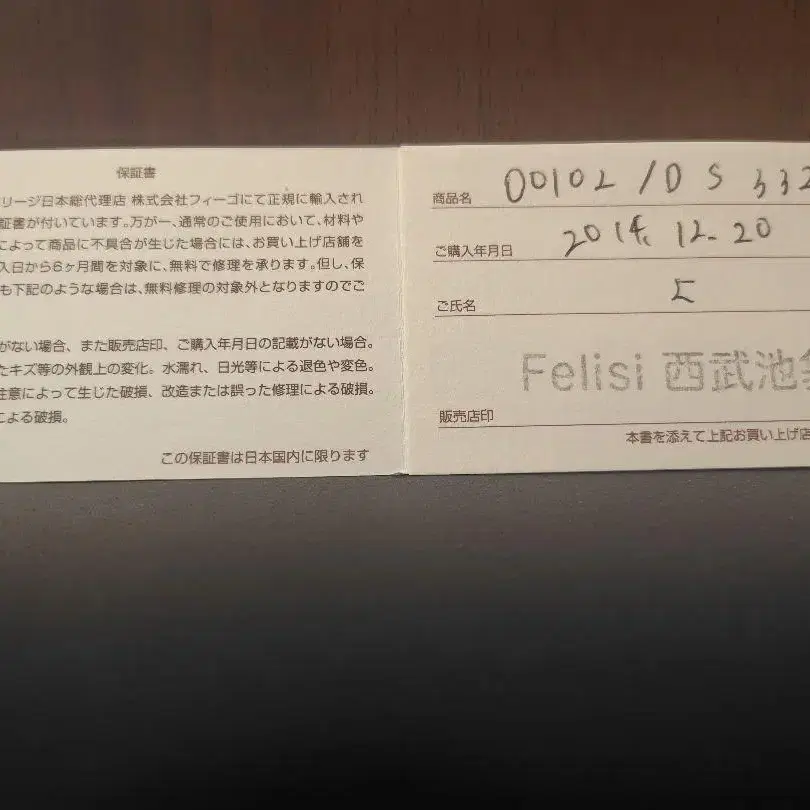 保証書
リージ日本総代理店 株式会社フィーゴにて正規に輸入され
証書が付いています。万が一、通常のご使用において、材料や
によって商品に不具合が生じた場合には、お買い上げ店舗を
入日から6ヶ月間を対象に、無料で修理を承ります。但し、保
も下記のような場合は、無料修理の対象外となりますのでご
がない場合、また販売店印、ご購入年月日の記載がない場合。
たキズ等の外観上の変化。水濡れ、日光等による退色や変色。
注意によって生じた破損、改造または誤った修理による破損。
による破損。
この保証書は日本国内に限ります
商品名 00102 /DS 332
ご購入年月日 2014. 12. 20
ご氏名
Felisi 西武池袋
販売店印
本書を添えて上記お買い上げ店